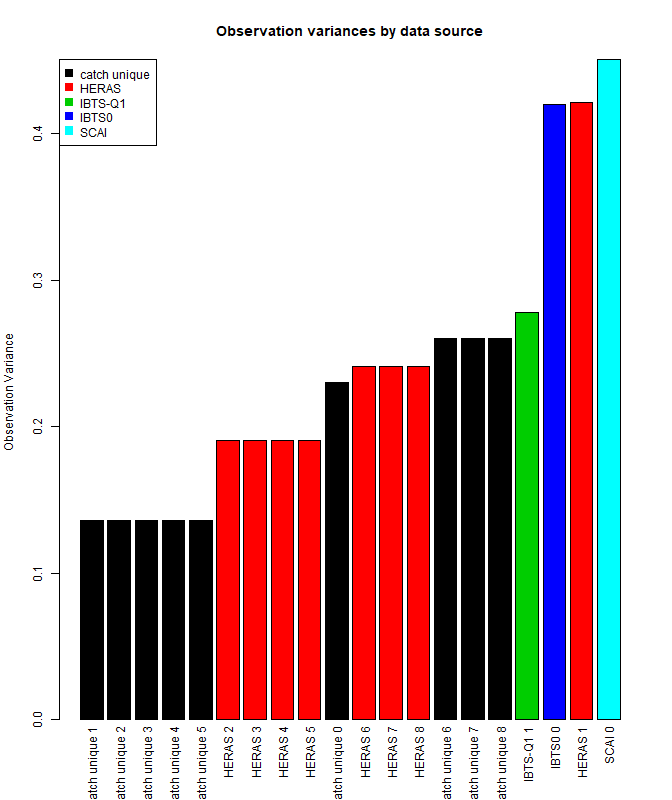 Observation variances by data source
catch unique
HERAS
IBTS-Q1
IBTS0
SCAI
Observation Variance
0.4
0.3
0.2
0.1
0.0
atch unique 1
atch unique 2
atch unique 3
atch unique 4
atch unique 5
HERAS 2
HERAS 3
HERAS 4
HERAS 5
atch unique 0
HERAS 6
HERAS 7
HERAS 8
atch unique 6
atch unique 7
atch unique 8
IBTS-Q1 1
IBTS0 0
HERAS 1
SCAI 0